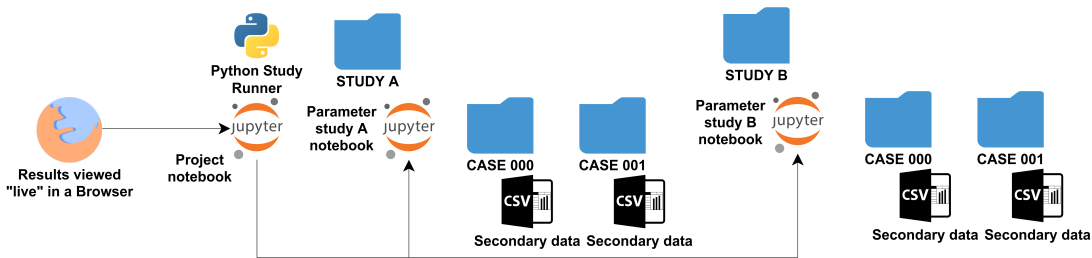 Python Study
Runner
jupyter
Project
notebook
Results viewed
"live" in a Browser
STUDY A
Parameter
study A
notebook
jupyter
CASE 000
CSV
Secondary data
CASE 001
CSV
Secondary data
STUDY B
Parameter
study B
notebook
jupyter
CASE 000
CSV
Secondary data
CASE 001
CSV
Secondary data